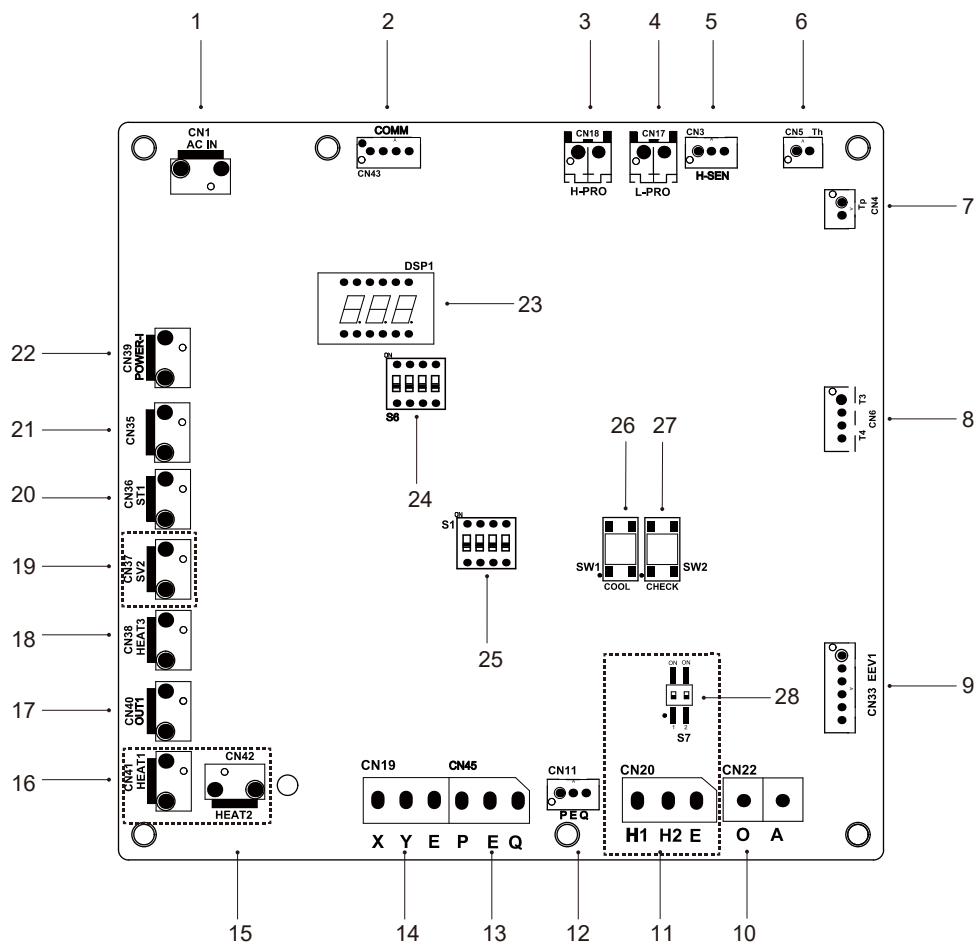 1 2 3 4 5 6
CN1
AC IN
COMM
CN43
CN18
H-PRO
CN17
L-PRO
CN3
H-SEN
CN5 Th
Tp
CN4
7
DSP1
23
ON
S6
24
22
CN39
POWER-I
21
CN35
20
CN36
ST1
19
CN37
SV2
18
CN38
HEAT3
17
CN40
OUT1
16
CN41
HEAT1
CN42
HEAT2
T3
CN6
T4
8
ON
S1
25
26 27
SW1
COOL
SW2
CHECK
CN33 EEV1
9
ON ON
1 2
S7
28
CN19 CN45
X Y E P E Q
CN11
PEQ
CN20
H1 H2 E
CN22
O A
15 14 13 12 11 10